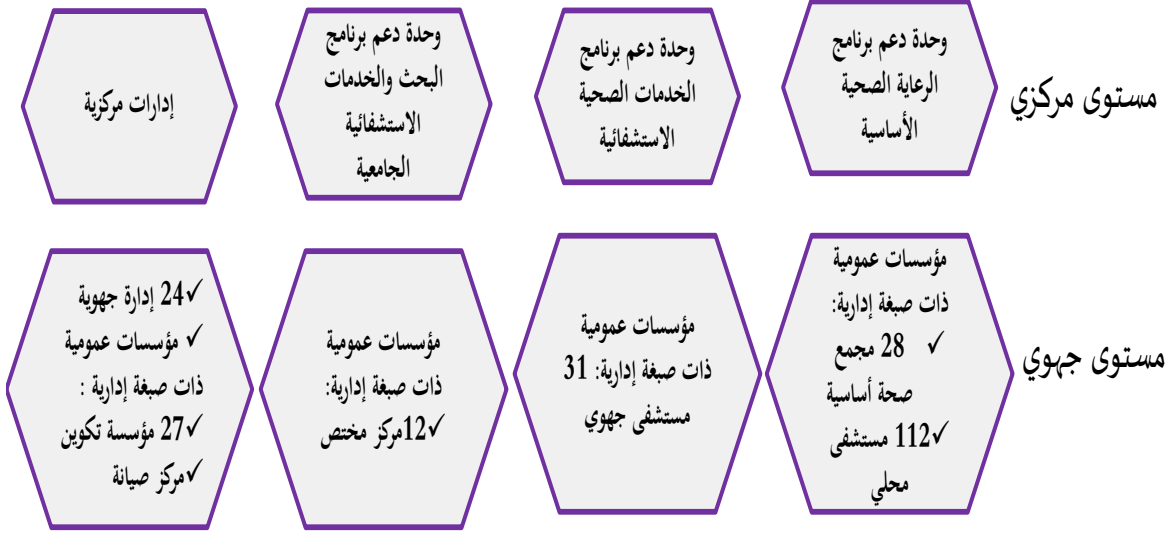 مستوى مركزي
وحدة دعم برنامج
الرعاية الصحية
الأساسية
وحدة دعم برنامج
الخدمات الصحية
الاستشفائية
وحدة دعم برنامج
البحث والخدمات
الاستشفائية
الجامعية
إدارات مركزية
مستوى جهوي
مؤسسات عمومية
ذات صبغة إدارية:
✓ 28 مجمع
صحة أساسية
✓112 مستشفى
محلي
مؤسسات عمومية
ذات صبغة إدارية: 31
مستشفى جهوي
مؤسسات عمومية
ذات صبغة إدارية:
✓12مركز مختص
✓24 إدارة جهوية
✓ مؤسسات عمومية
ذات صبغة إدارية :
✓27 مؤسسة تكوين
✓مركز صيانة